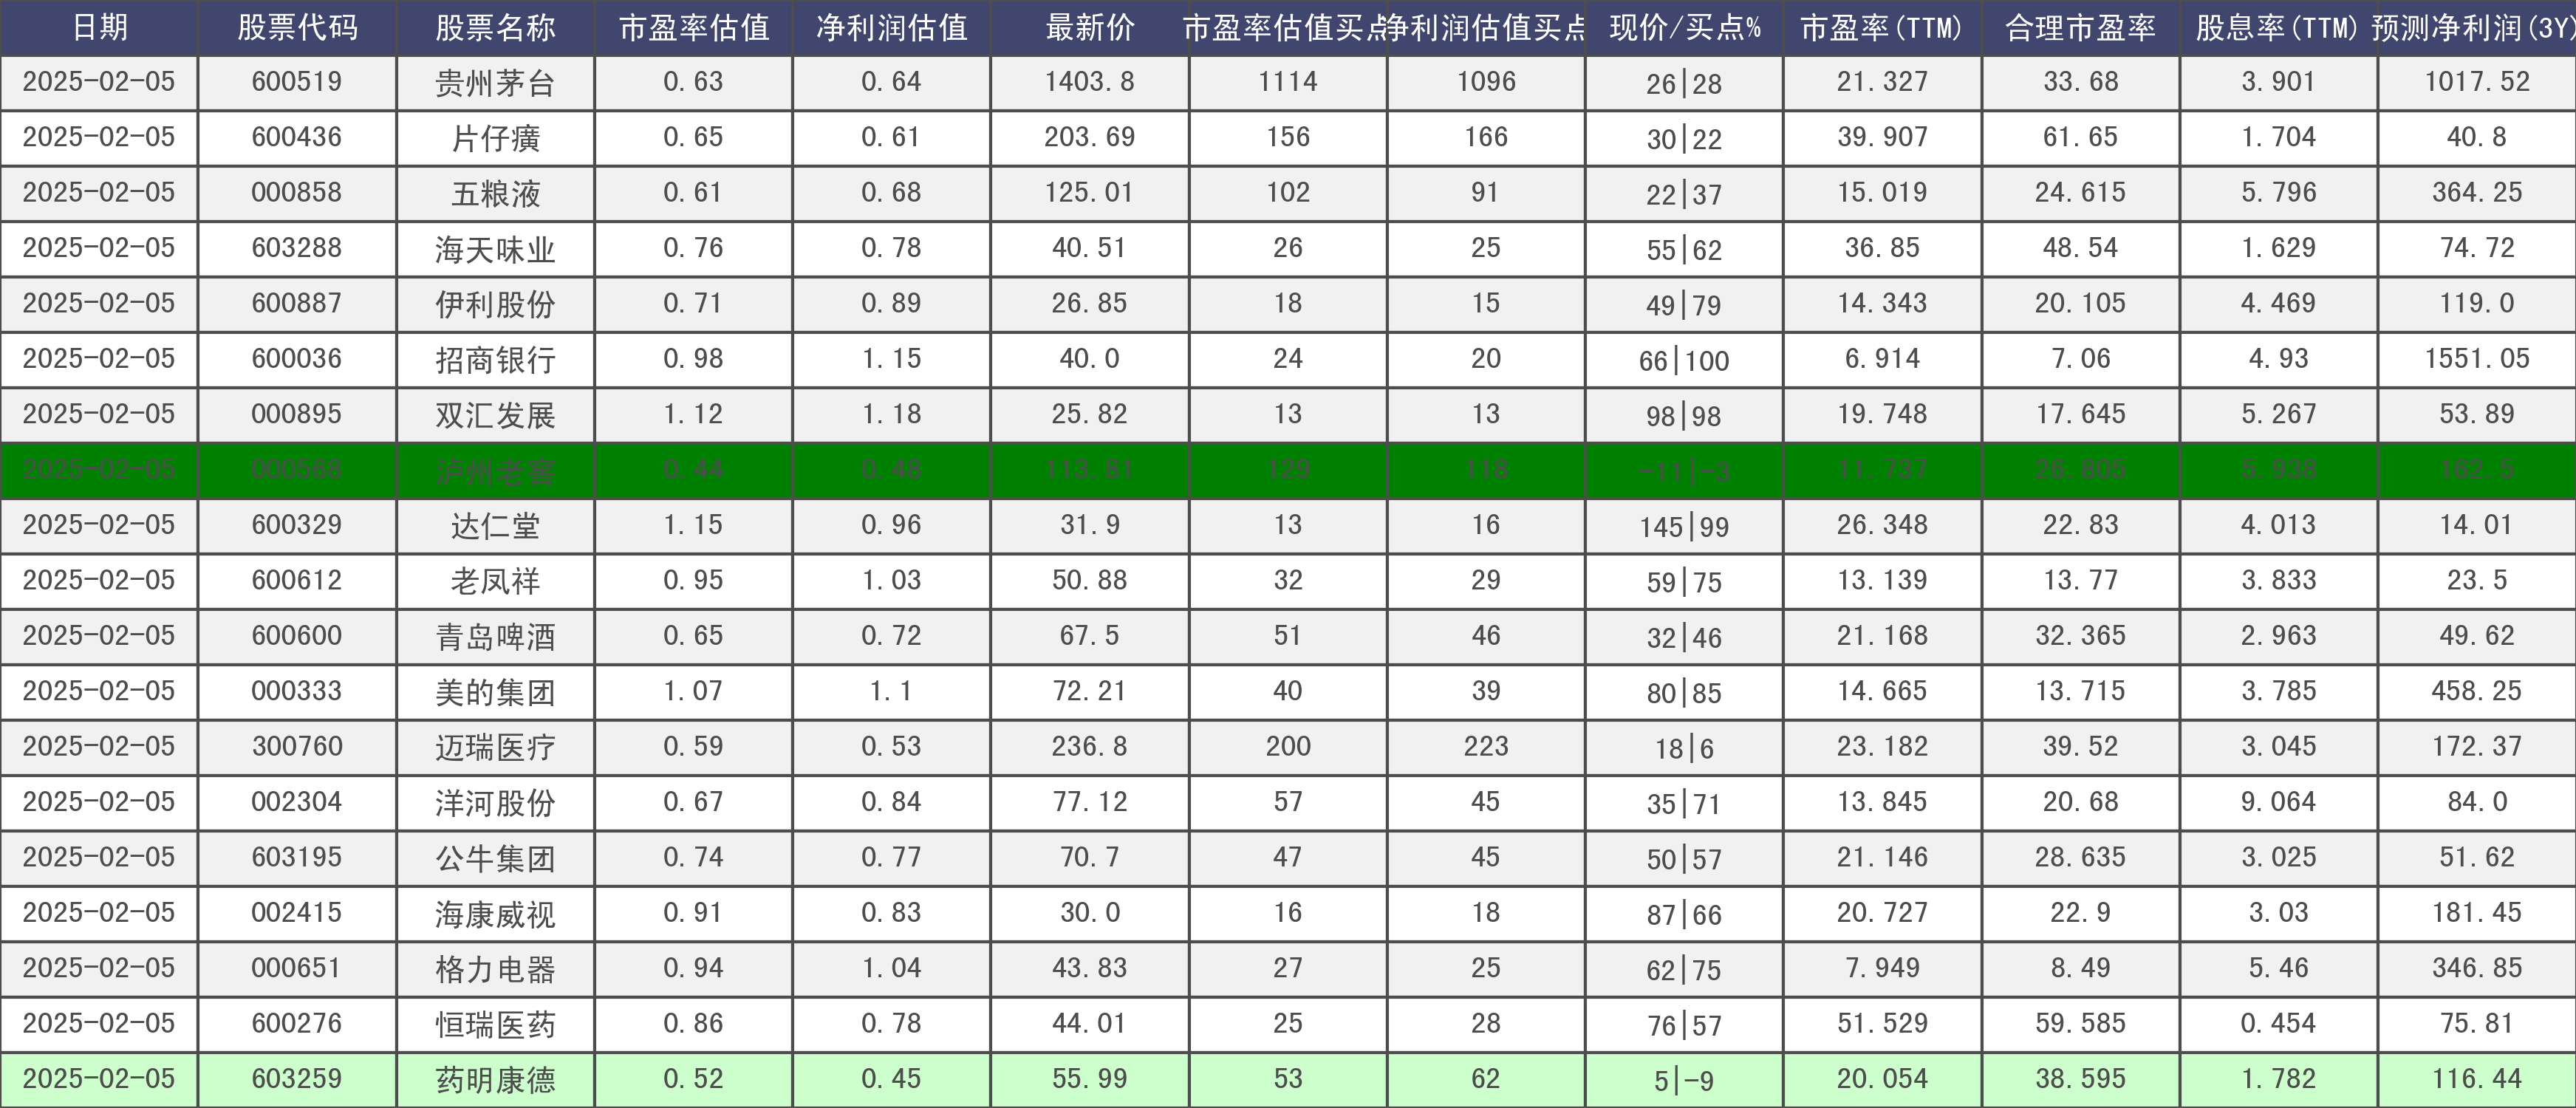 日期 股票代码 股票名称 市盈率估值 净利润估值 最新价 市盈率估值买点 净利润估值买点 现价/买点% 市盈率(TTM) 合理市盈率 股息率(TTM) 预测净利润(3Y)
2025-02-05 600519 贵州茅台 0.63 0.64 1403.8 1114 1096 26|28 21.327 33.68 3.901 1017.52
2025-02-05 600436 片仔癀 0.65 0.61 203.69 156 166 30|22 39.907 61.65 1.704 40.8
2025-02-05 000858 五粮液 0.61 0.68 125.01 102 91 22|37 15.019 24.615 5.796 364.25
2025-02-05 603288 海天味业 0.76 0.78 40.51 26 25 55|62 36.85 48.54 1.629 74.72
2025-02-05 600887 伊利股份 0.71 0.89 26.85 18 15 49|79 14.343 20.105 4.469 119.0
2025-02-05 600036 招商银行 0.98 1.15 40.0 24 20 66|100 6.914 7.06 4.93 1551.05
2025-02-05 000895 双汇发展 1.12 1.18 25.82 13 13 98|98 19.748 17.645 5.267 53.89
2025-02-05 000568 泸州老窖 0.44 0.48 113.81 129 118 -11|-3 11.737 26.805 5.938 162.5
2025-02-05 600329 达仁堂 1.15 0.96 31.9 13 16 145|99 26.348 22.83 4.013 14.01
2025-02-05 600612 老凤祥 0.95 1.03 50.88 32 29 59|75 13.139 13.77 3.833 23.5
2025-02-05 600600 青岛啤酒 0.65 0.72 67.5 51 46 32|46 21.168 32.365 2.963 49.62
2025-02-05 000333 美的集团 1.07 1.1 72.21 40 39 80|85 14.665 13.715 3.785 458.25
2025-02-05 300760 迈瑞医疗 0.59 0.53 236.8 200 223 18|6 23.182 39.52 3.045 172.37
2025-02-05 002304 洋河股份 0.67 0.84 77.12 57 45 35|71 13.845 20.68 9.064 84.0
2025-02-05 603195 公牛集团 0.74 0.77 70.7 47 45 50|57 21.146 28.635 3.025 51.62
2025-02-05 002415 海康威视 0.91 0.83 30.0 16 18 87|66 20.727 22.9 3.03 181.45
2025-02-05 000651 格力电器 0.94 1.04 43.83 27 25 62|75 7.949 8.49 5.46 346.85
2025-02-05 600276 恒瑞医药 0.86 0.78 44.01 25 28 76|57 51.529 59.585 0.454 75.81
2025-02-05 603259 药明康德 0.52 0.45 55.99 53 62 5|-9 20.054 38.595 1.782 116.44